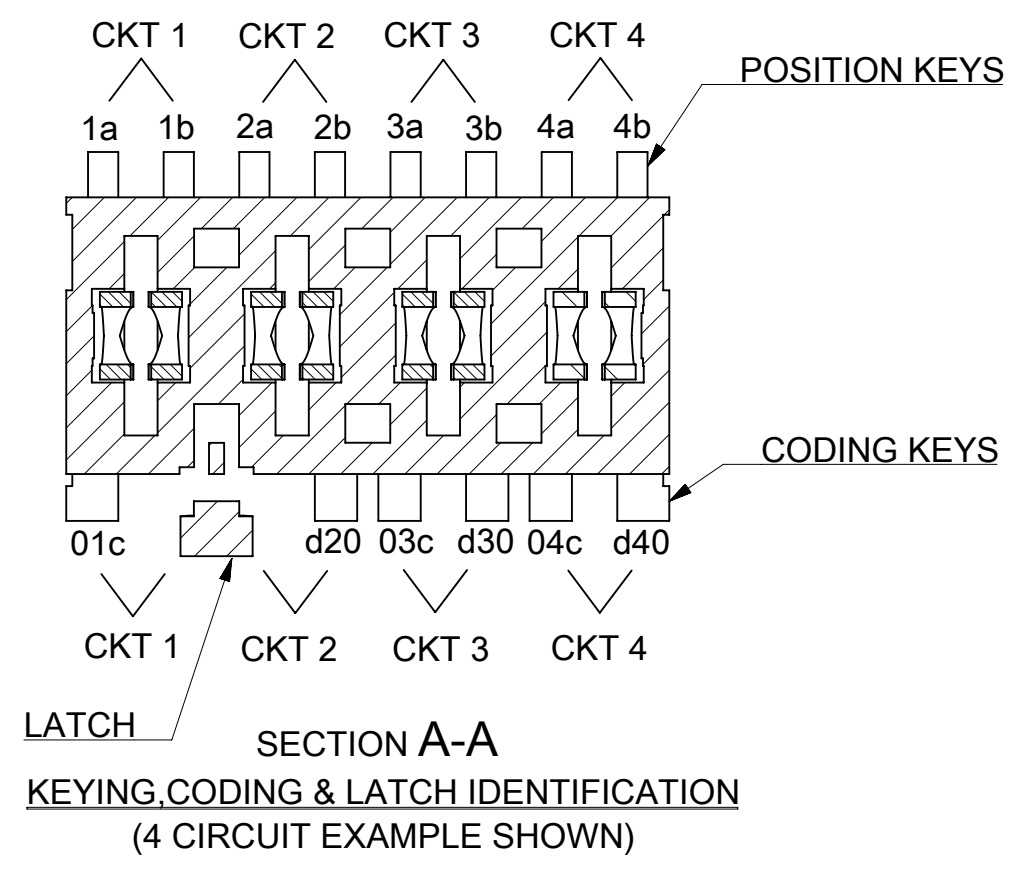 CKT 1 CKT 2 CKT 3 CKT 4
POSITION KEYS
1a 1b 2a 2b 3a 3b 4a 4b
CODING KEYS
01c d20 03c d30 04c d40
CKT 1 CKT 2 CKT 3 CKT 4
LATCH
SECTION A-A
KEYING,CODING & LATCH IDENTIFICATION
(4 CIRCUIT EXAMPLE SHOWN)